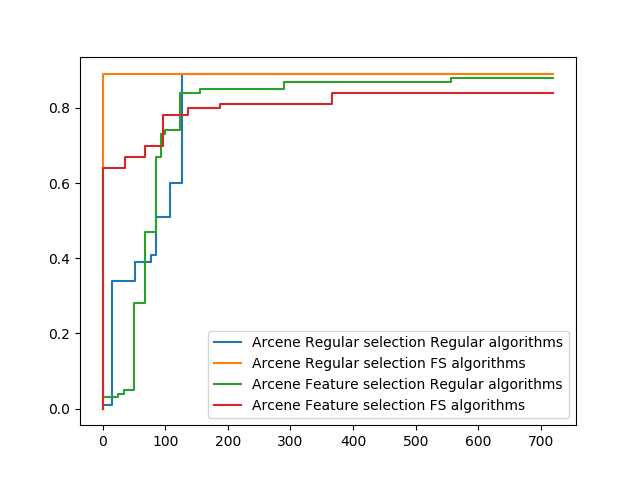 0.8
0.6
0.4
0.2
0.0
0 100 200 300 400 500 600 700
Arcene Regular selection Regular algorithms
Arcene Regular selection FS algorithms
Arcene Feature selection Regular algorithms
Arcene Feature selection FS algorithms